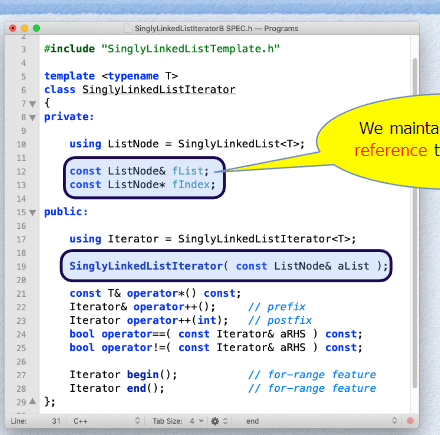 SinglyLinkedListIteratorB SPEC.h — Programs
2
3 #include "SinglyLinkedListTemplate.h"
4
5 template <typename T>
6 class SinglyLinkedListIterator
7 {
8 private:
9
10 using ListNode = SinglyLinkedList<T>;
11
12 const ListNode& fList;
13 const ListNode* fIndex;
14
15 public:
16
17 using Iterator = SinglyLinkedListIterator<T>;
18
19 SinglyLinkedListIterator( const ListNode& aList );
20
21 const T& operator*() const;
22 Iterator& operator++(); // prefix
23 Iterator operator++(int); // postfix
24 bool operator==( const Iterator& aRHS ) const;
25 bool operator!=( const Iterator& aRHS ) const;
26
27 Iterator begin(); // for-range feature
28 Iterator end(); // for-range feature
29 };
We mainta
reference t
Line: 31 C++ Tab Size: 4 end